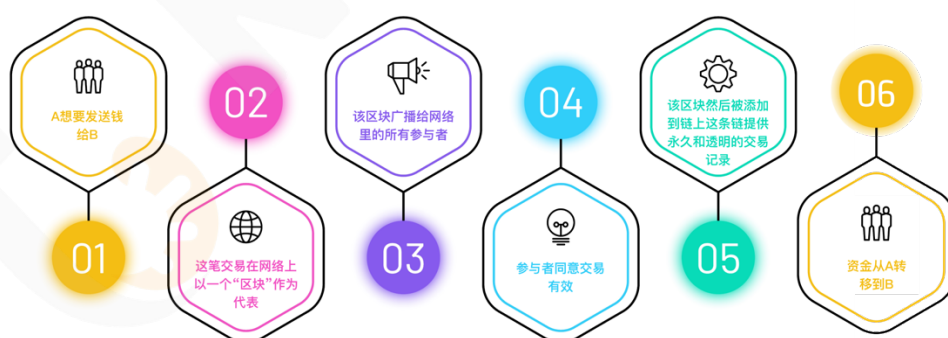 A想要发送钱
给B
01
02
这笔交易在网络上
以一个“区块”作为
代表
该区块广播给网络
里的所有参与者
03
04
参与者同意交易
有效
该区块然后被添加
到链上这条链提供
永久和透明的交易
记录
05
06
资金从A转
移到B